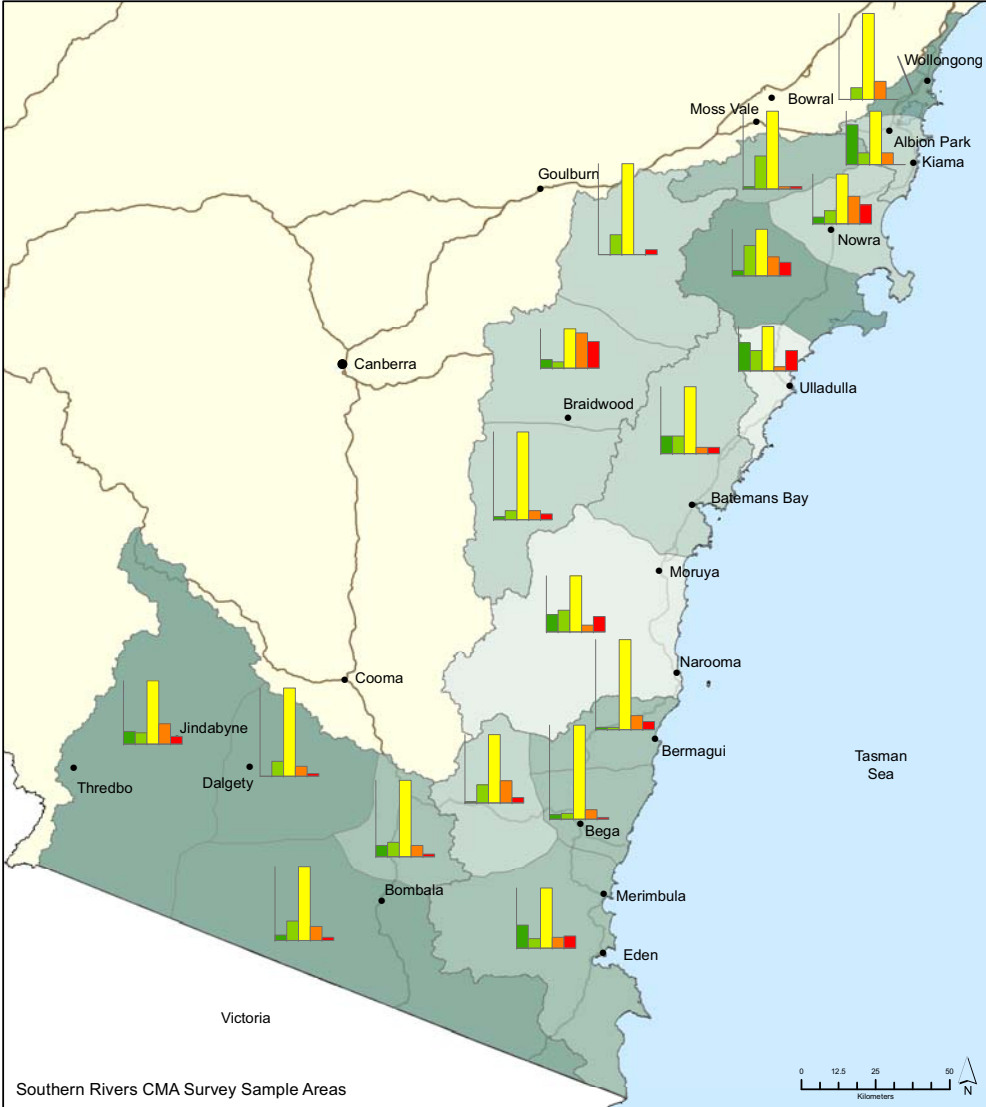 Wollongong
Bowral
Moss Vale
Albion Park
Kiama
Goulburn
Nowra
Canberra
Ulladulla
Braidwood
Batemans Bay
Moruya
Narooma
Cooma
Jindabyne
Bermagui
Tasman
Sea
Thredbo
Dalgety
Bega
Bombala
Merimbula
Eden
Victoria
Southern Rivers CMA Survey Sample Areas
0 12.5 25 50
Kilometers
N